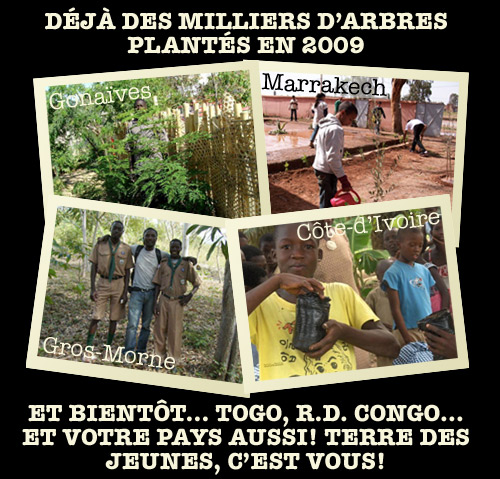 DÉJÀ DES MILLIERS D'ARBRES
PLANTÉS EN 2009
Gonaives
Marrakech
Côte-d'Ivoire
Gros-Morne
ET BIENTÔT... TOGO, R.D. CONGO...
ET VOTRE PAYS AUSSI! TERRE DES
JEUNES, C'EST VOUS!